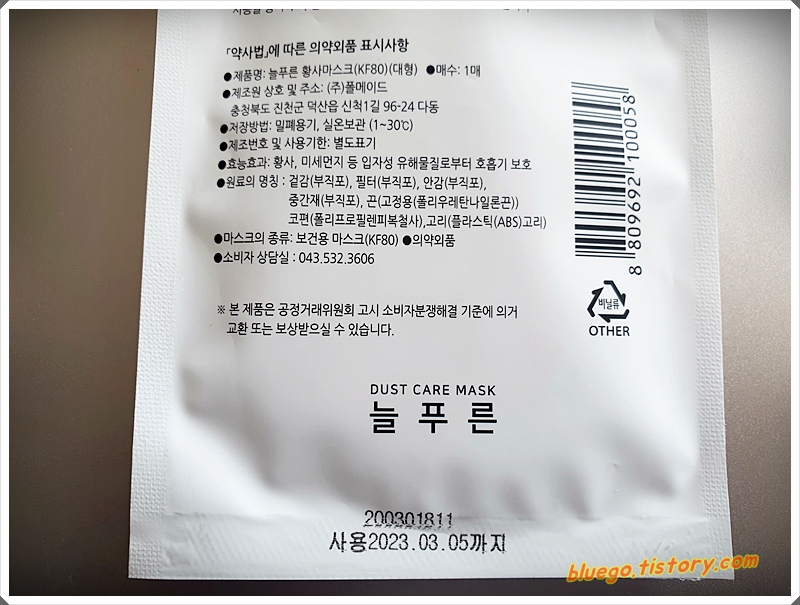 「약사법」에 따른 의약외품 표시사항
●제품명: 늘푸른 황사마스크(KF80)(대형) ●매수: 1매
●제조원 상호 및 주소: (주)폴메이드
충청북도 진천군 덕산읍 신척1길 96-24 다동
●저장방법: 밀폐용기, 실온보관 (1~30℃)
●제조번호 및 사용기한: 별도표기
●효능효과: 황사, 미세먼지 등 입자성 유해물질로부터 호흡기 보호
●원료의 명칭 : 겉감(부직포), 필터(부직포), 안감(부직포),
중간재(부직포), 끈(고정용(폴리우레탄나일론끈))
코편(폴리프로필렌피복철사),고리(플라스틱(ABS)고리)
●마스크의 종류: 보건용 마스크(KF80) ●의약외품
●소비자 상담실 : 043.532.3606
8 809692 100058
비닐류
OTHER
※ 본 제품은 공정거래위원회 고시 소비자분쟁해결 기준에 의거
교환 또는 보상받으실 수 있습니다.
DUST CARE MASK
늘푸른
200301811
사용2023.03.05까지
bluego.tistory.com